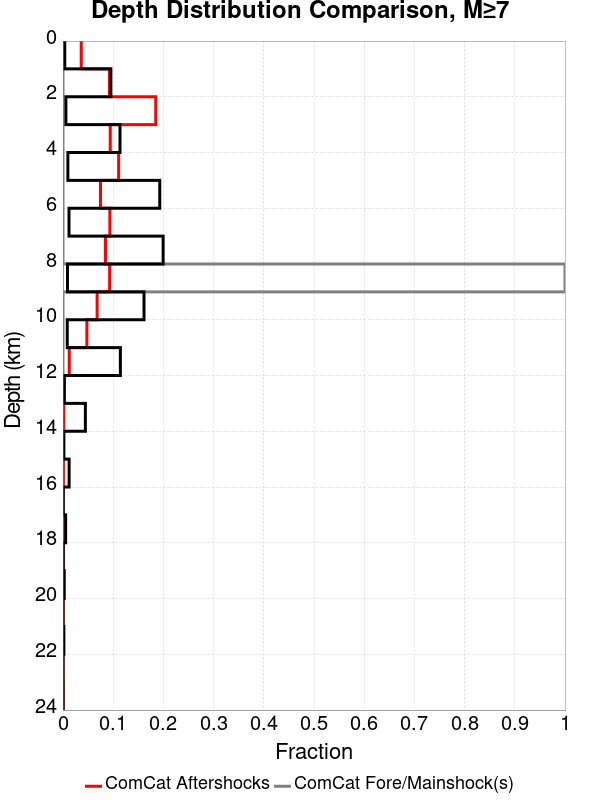 Depth Distribution Comparison, M≥7
0
2
4
6
8
10
12
14
16
18
20
22
24
Depth (km)
0 0.1 0.2 0.3 0.4 0.5 0.6 0.7 0.8 0.9 1
Fraction
ComCat Aftershocks ComCat Fore/Mainshock(s)